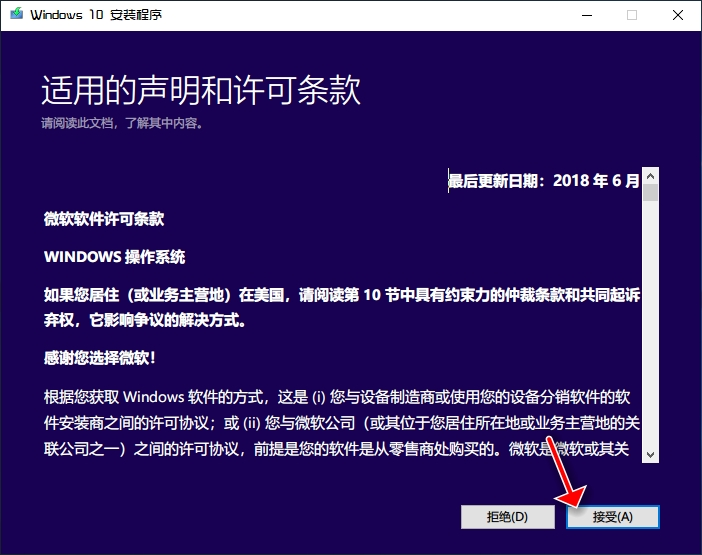 Windows 10 安装程序
适用的声明和许可条款
请阅读此文档，了解其中内容。
最后更新日期：2018 年 6 月
微软软件许可条款
WINDOWS 操作系统
如果您居住（或业务主营地）在美国，请阅读第 10 节中具有约束力的仲裁条款和共同起诉
弃权，它影响争议的解决方式。
感谢您选择微软！
根据您获取 Windows 软件的方式，这是 (i) 您与设备制造商或使用您的设备分销软件的软
件安装商之间的许可协议；或 (ii) 您与微软公司（或其位于您居住所在地或业务主营地的关
联公司之一）之间的许可协议，前提是您的软件是从零售商处购买的。微软是微软或其关
拒绝(D)
接受(A)